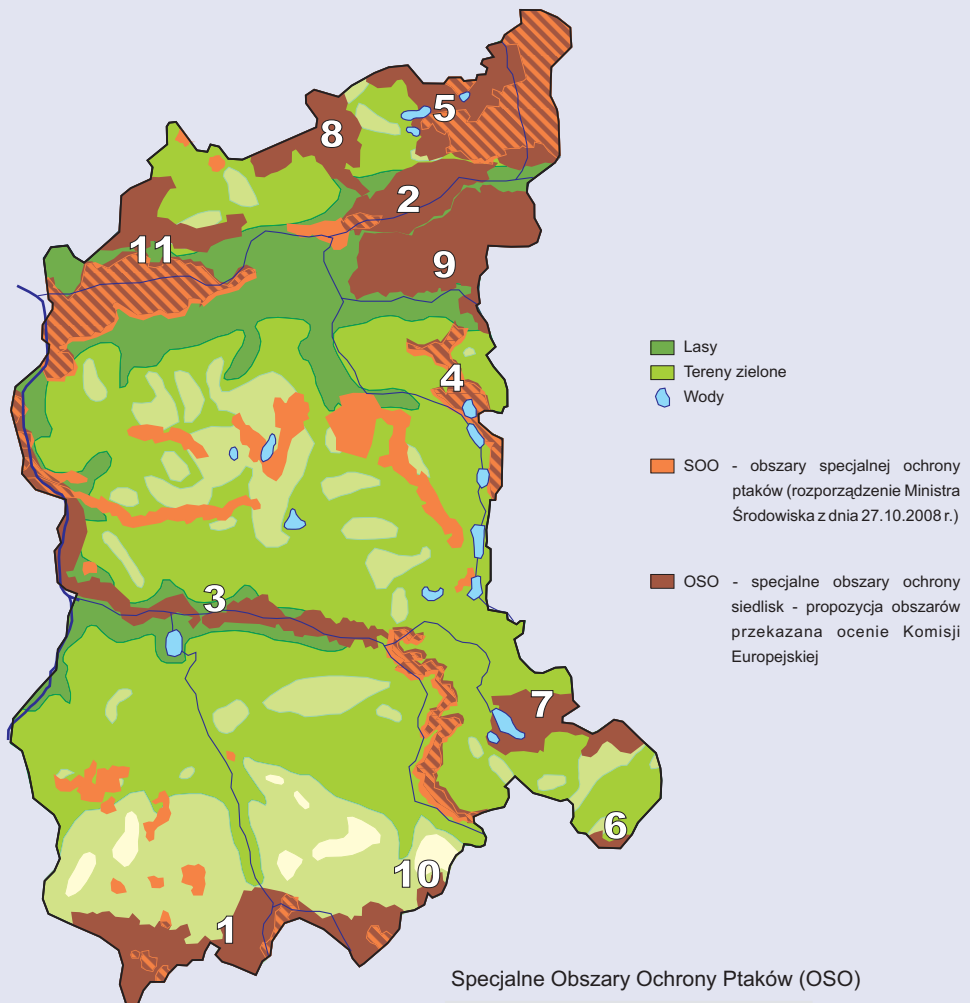 5
8
2
11
9
4
3
7
6
10
1
Lasy
Tereny zielone
Wody
SOO - obszary specjalnej ochrony
ptaków (rozporządzenie Ministra
Środowiska z dnia 27.10.2008 r.)
OSO - specjalne obszary ochrony
siedlisk - propozycja obszarów
przekazana ocenie Komisji
Europejskiej
Specjalne Obszary Ochrony Ptaków (OSO)